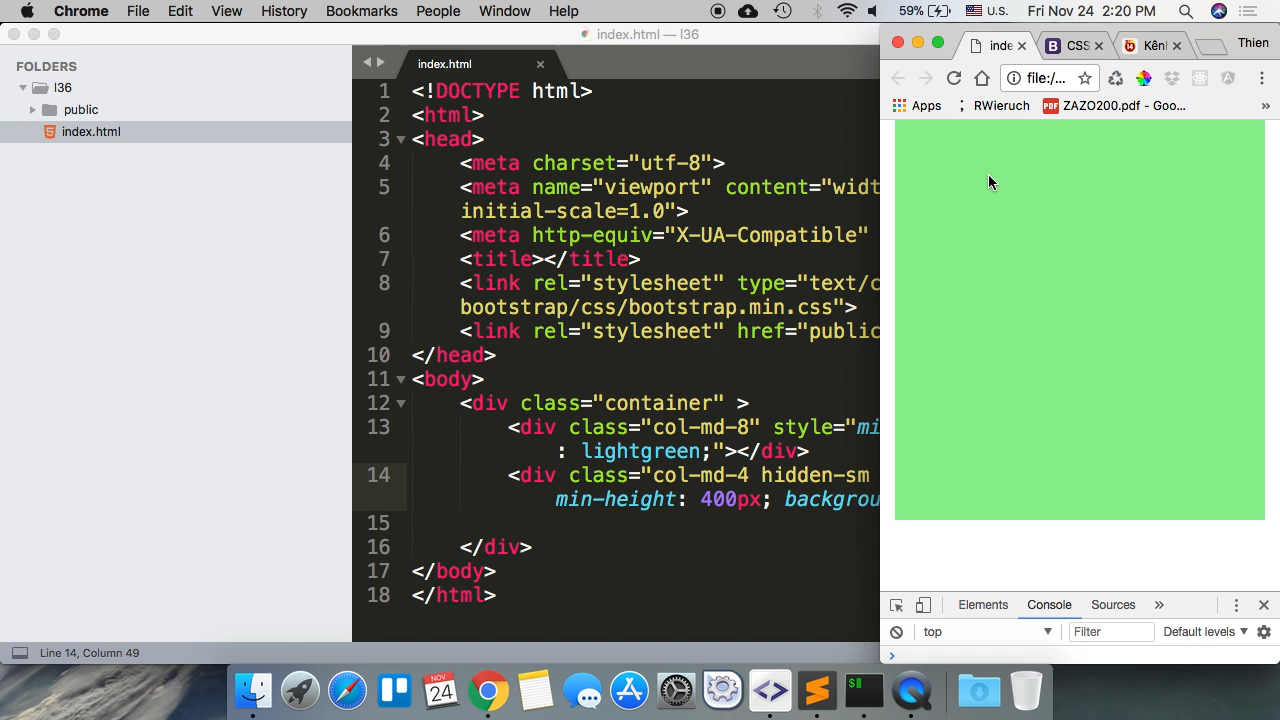 Chrome File Edit View History Bookmarks People Window Help 59% U.S. Fri Nov 24 2:20 PM
index.html — l36
FOLDERS
l36
public
index.html
index.html
1 <!DOCTYPE html>
2 <html>
3 <head>
4 <meta charset="utf-8">
5 <meta name="viewport" content="widt
initial-scale=1.0">
6 <meta http-equiv="X-UA-Compatible"
7 <title></title>
8 <link rel="stylesheet" type="text/c
bootstrap/css/bootstrap.min.css">
9 <link rel="stylesheet" href="public
10 </head>
11 <body>
12 <div class="container" >
13 <div class="col-md-8" style="mi
: lightgreen;"></div>
14 <div class="col-md-4 hidden-sm
min-height: 400px; backgrou
15
16 </div>
17 </body>
18 </html>
Line 14, Column 49
inde CSS Kênl Thien
file:/...
Apps RWieruch PDF ZAZO200.pdf - Goo... »
Elements Console Sources »
top Filter Default levels
NOV
24